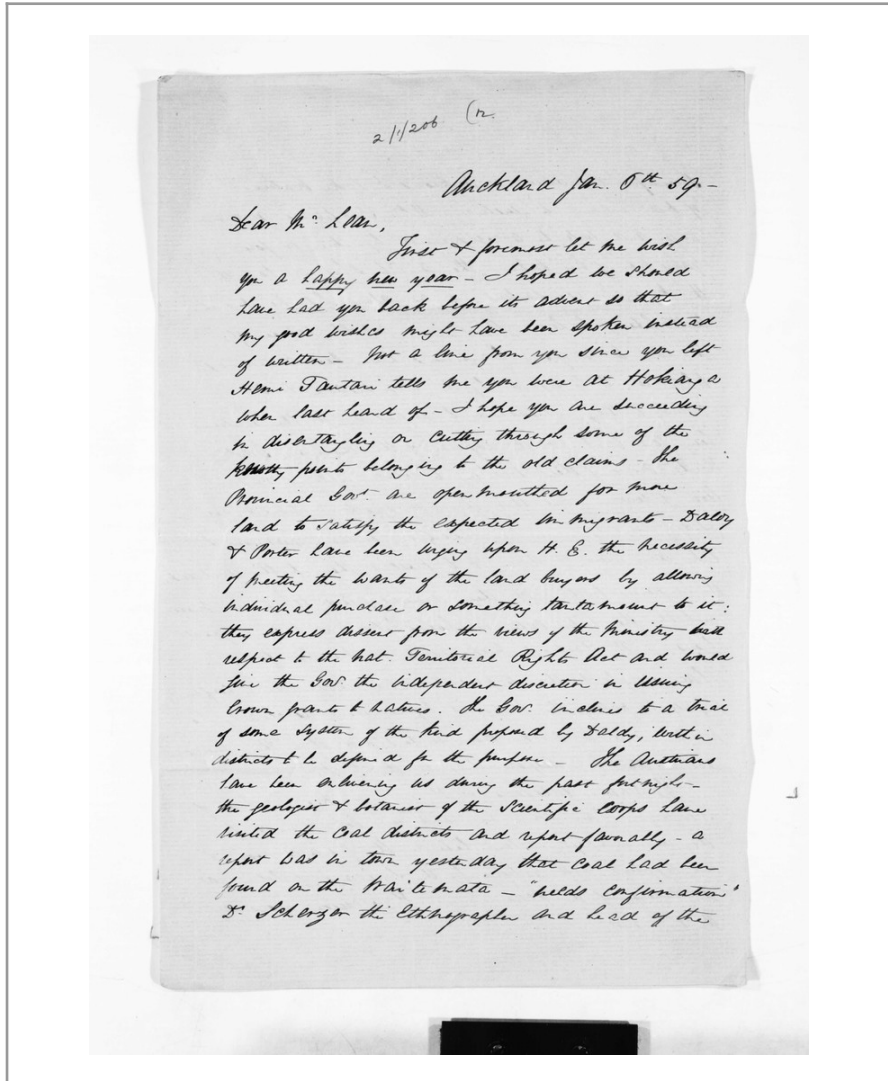 2/1/206 (12.
Auckland Jan. 6th 59 -
Dear Mc Lean,
First & foremost let me wish
you a happy new year - I hoped we should
have had you back before its advent so that
my good wishes might have been spoken instead
of written - Not a line from you since you left
Hemi Tautari tells me you were at Hokianga
when last heard of - I hope you are succeeding
in disentangling or cutting through some of the
knotty points belonging to the old claims - The
Provincial Govt. are open mouthed for more
land to satisfy the expected immigrants - Daldy
& Porter have been urging upon H. E. the necessity
of meeting the wants of the land buyers by allowing
individual purchase or something tantamount to it:
they express dissent from the views of the Ministry with
respect to the Nat. Territorial Rights Act and would
give the Govr. the independent discretion in issuing
Crown grants to natives. The Govr. inclines to a trial
of some system of the kind proposed by Daldy, within
districts to be defined for the purpose - The Austrians
have been enlivening us during the past fortnight -
the geologist & botanist of the Scientific Corps have
visited the coal districts and report favorably - a
report was in town yesterday that coal had been
found on the Waitemata - "needs confirmation"
Dr. Scherzer the Ethnographer and head of the